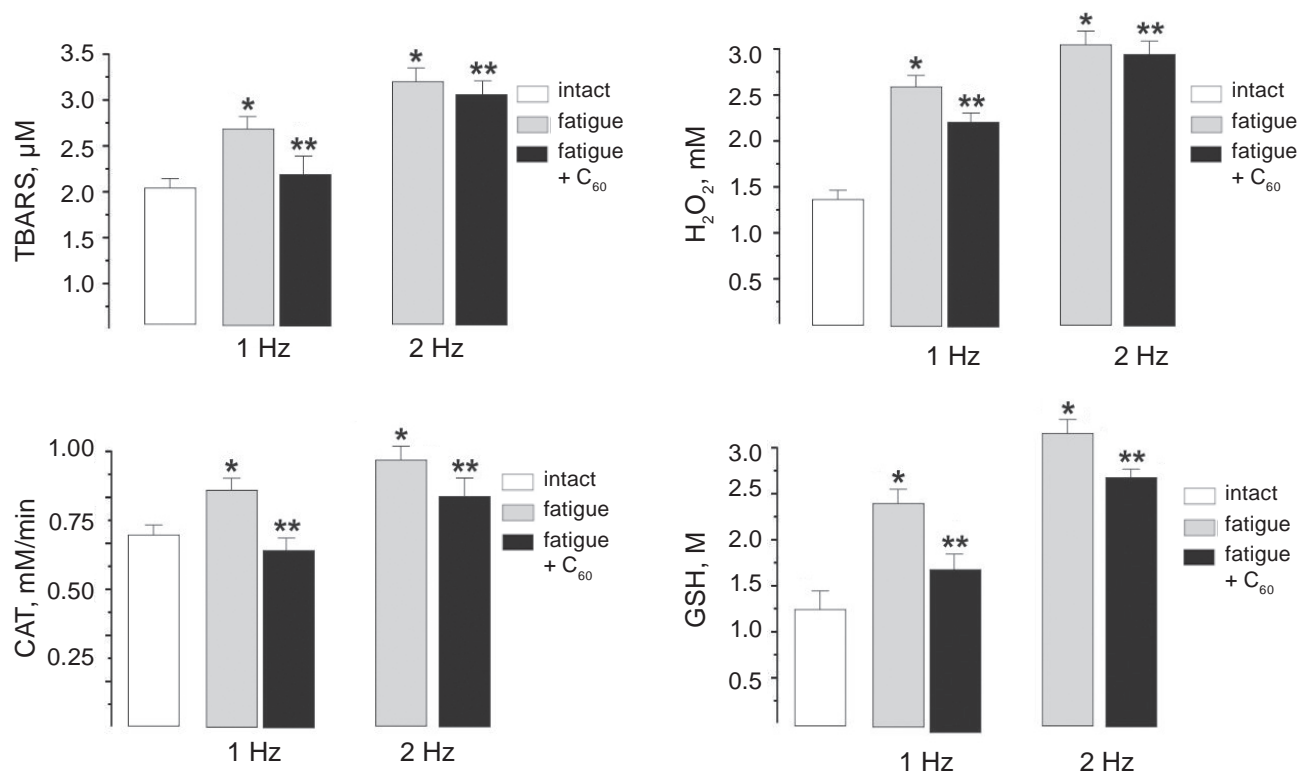 TBARS, µM
3.5
3.0
2.5
2.0
1.5
1.0
*
**
*
**
1 Hz
2 Hz
intact
fatigue
fatigue
+ C₆₀
H₂O₂, mM
3.0
2.5
2.0
1.5
1.0
0.5
*
**
*
**
1 Hz
2 Hz
intact
fatigue
fatigue
+ C₆₀
CAT, mM/min
1.00
0.75
0.50
0.25
*
**
*
**
1 Hz
2 Hz
intact
fatigue
fatigue
+ C₆₀
GSH, M
3.0
2.5
2.0
1.5
1.0
0.5
*
**
*
**
1 Hz
2 Hz
intact
fatigue
fatigue
+ C₆₀